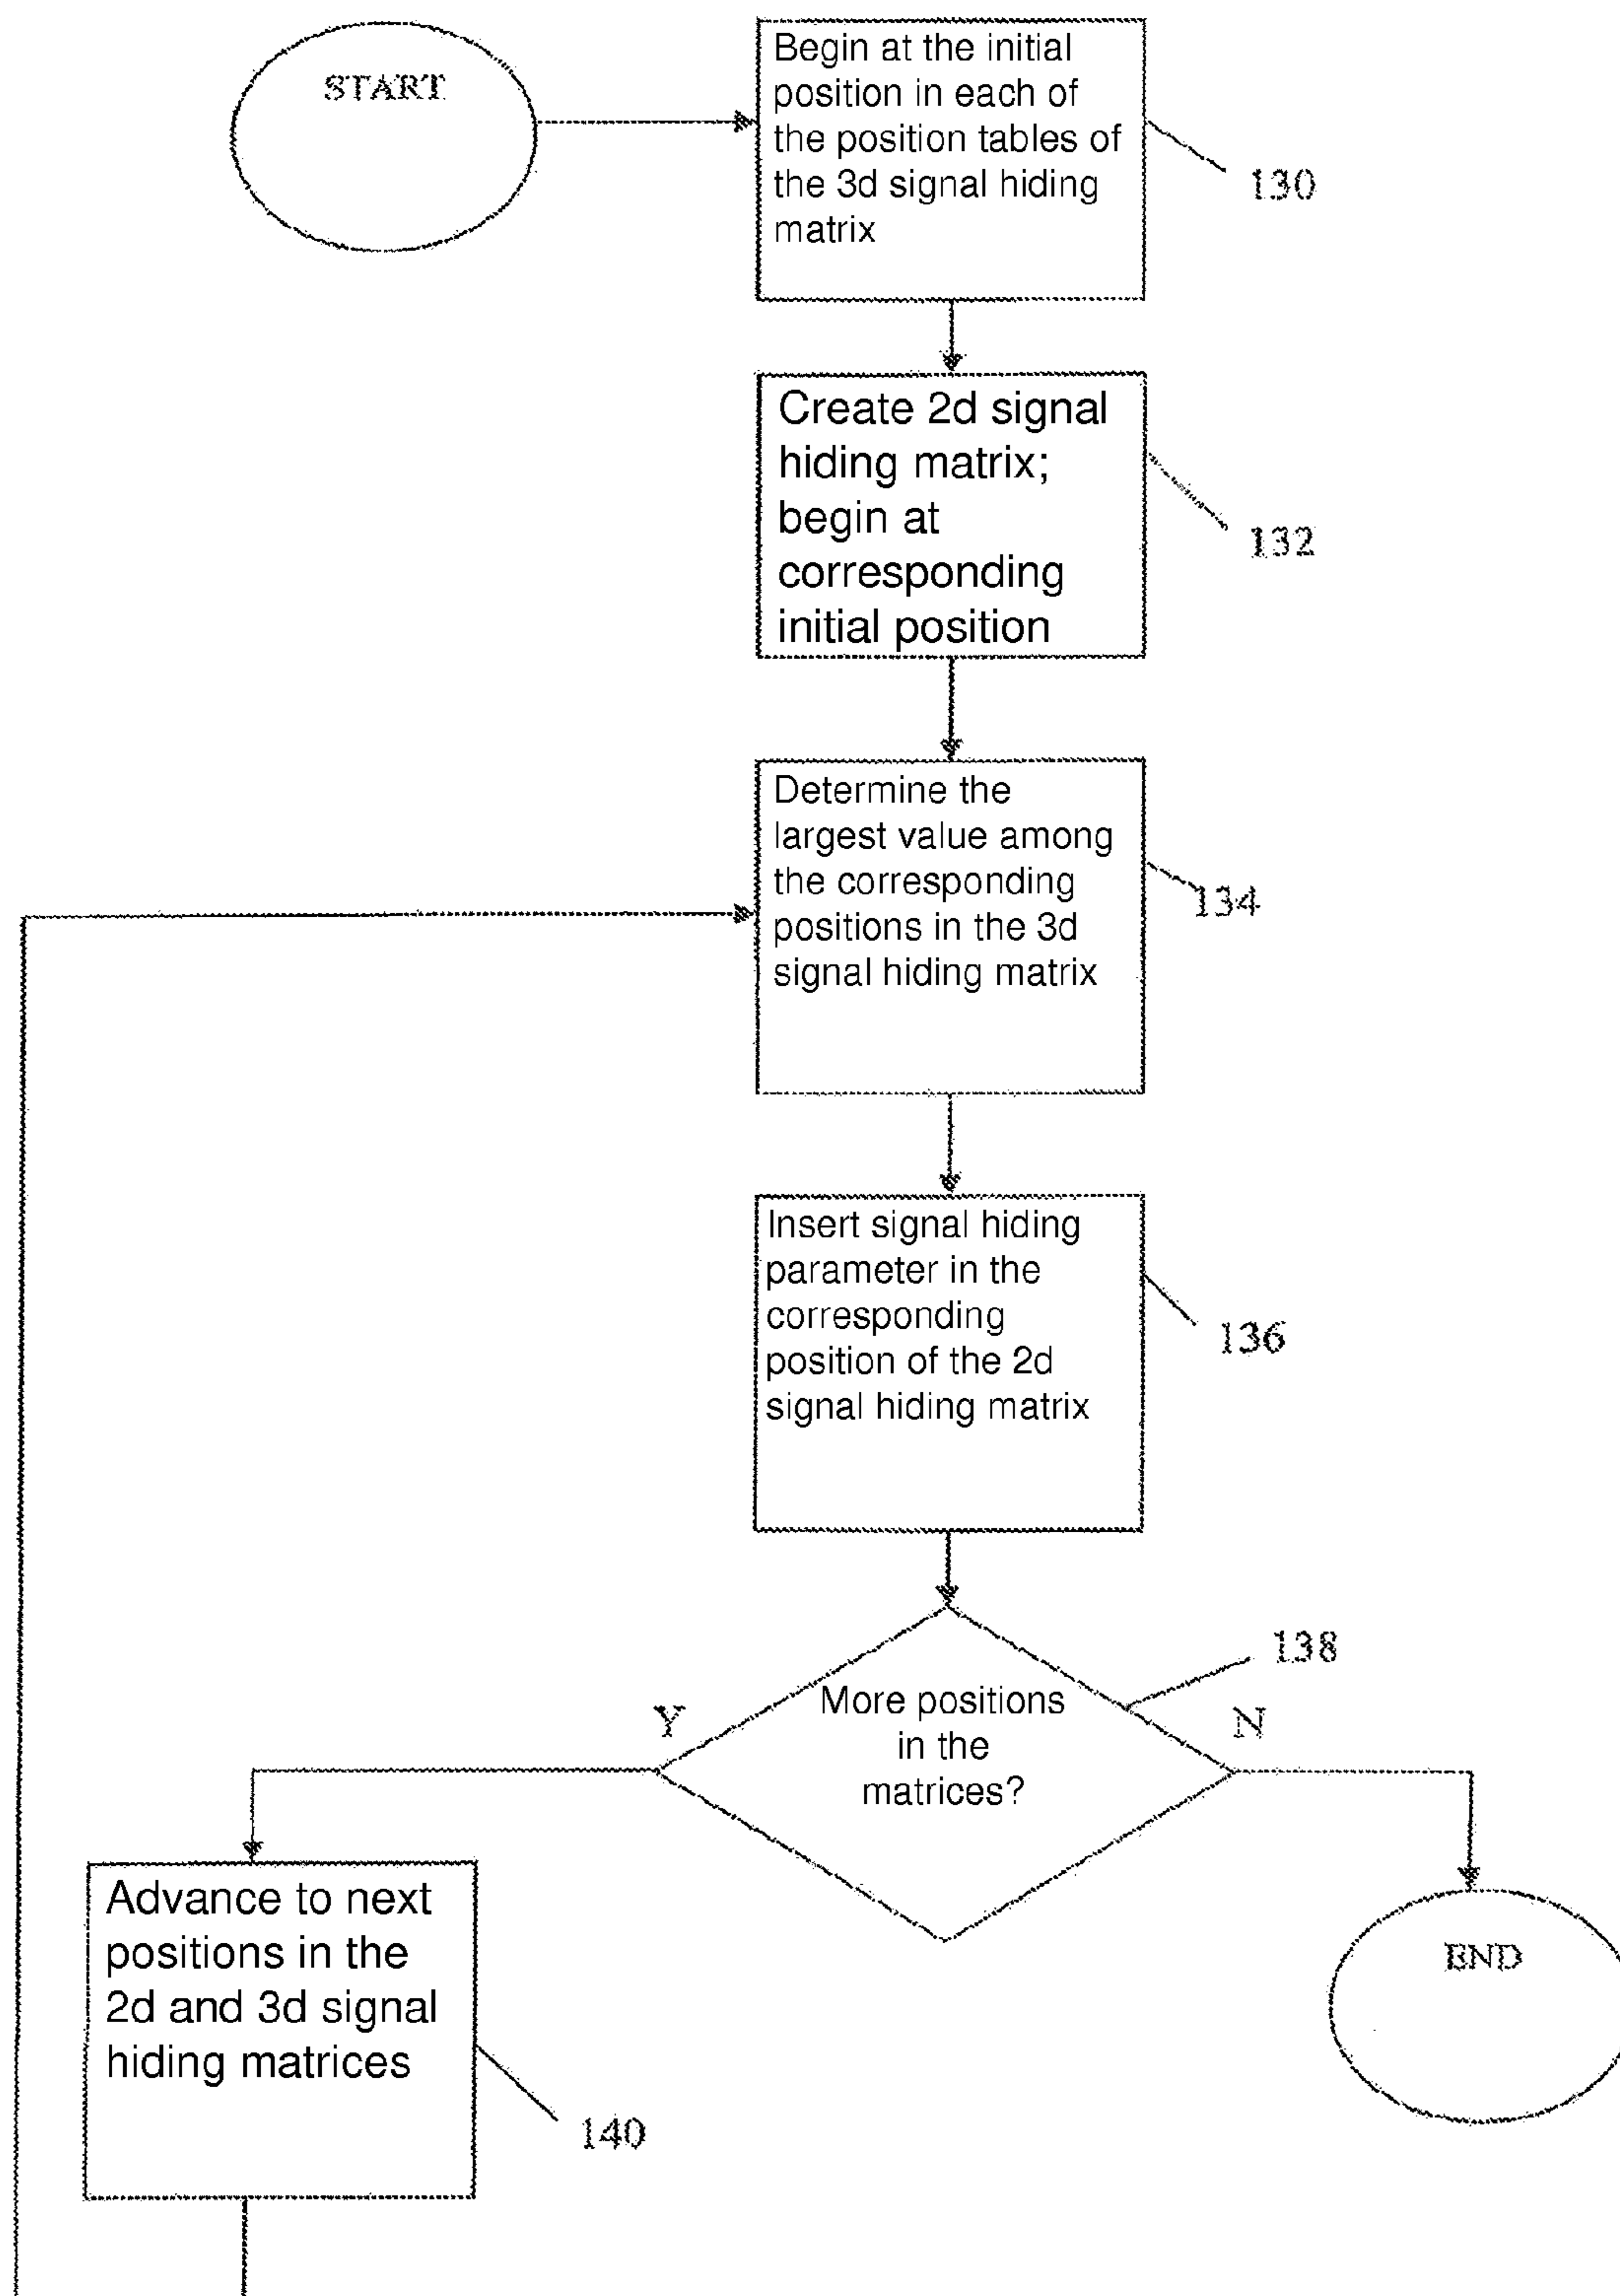 START
Begin at the initial
position in each of
the position tables of
the 3d signal hiding
matrix
130
Create 2d signal
hiding matrix;
begin at
corresponding
initial position
132
Determine the
largest value among
the corresponding
positions in the 3d
signal hiding matrix
134
Insert signal hiding
parameter in the
corresponding
position of the 2d
signal hiding matrix
136
138
More positions
in the
matrices?
Y
N
Advance to next
positions in the
2d and 3d signal
hiding matrices
140
END